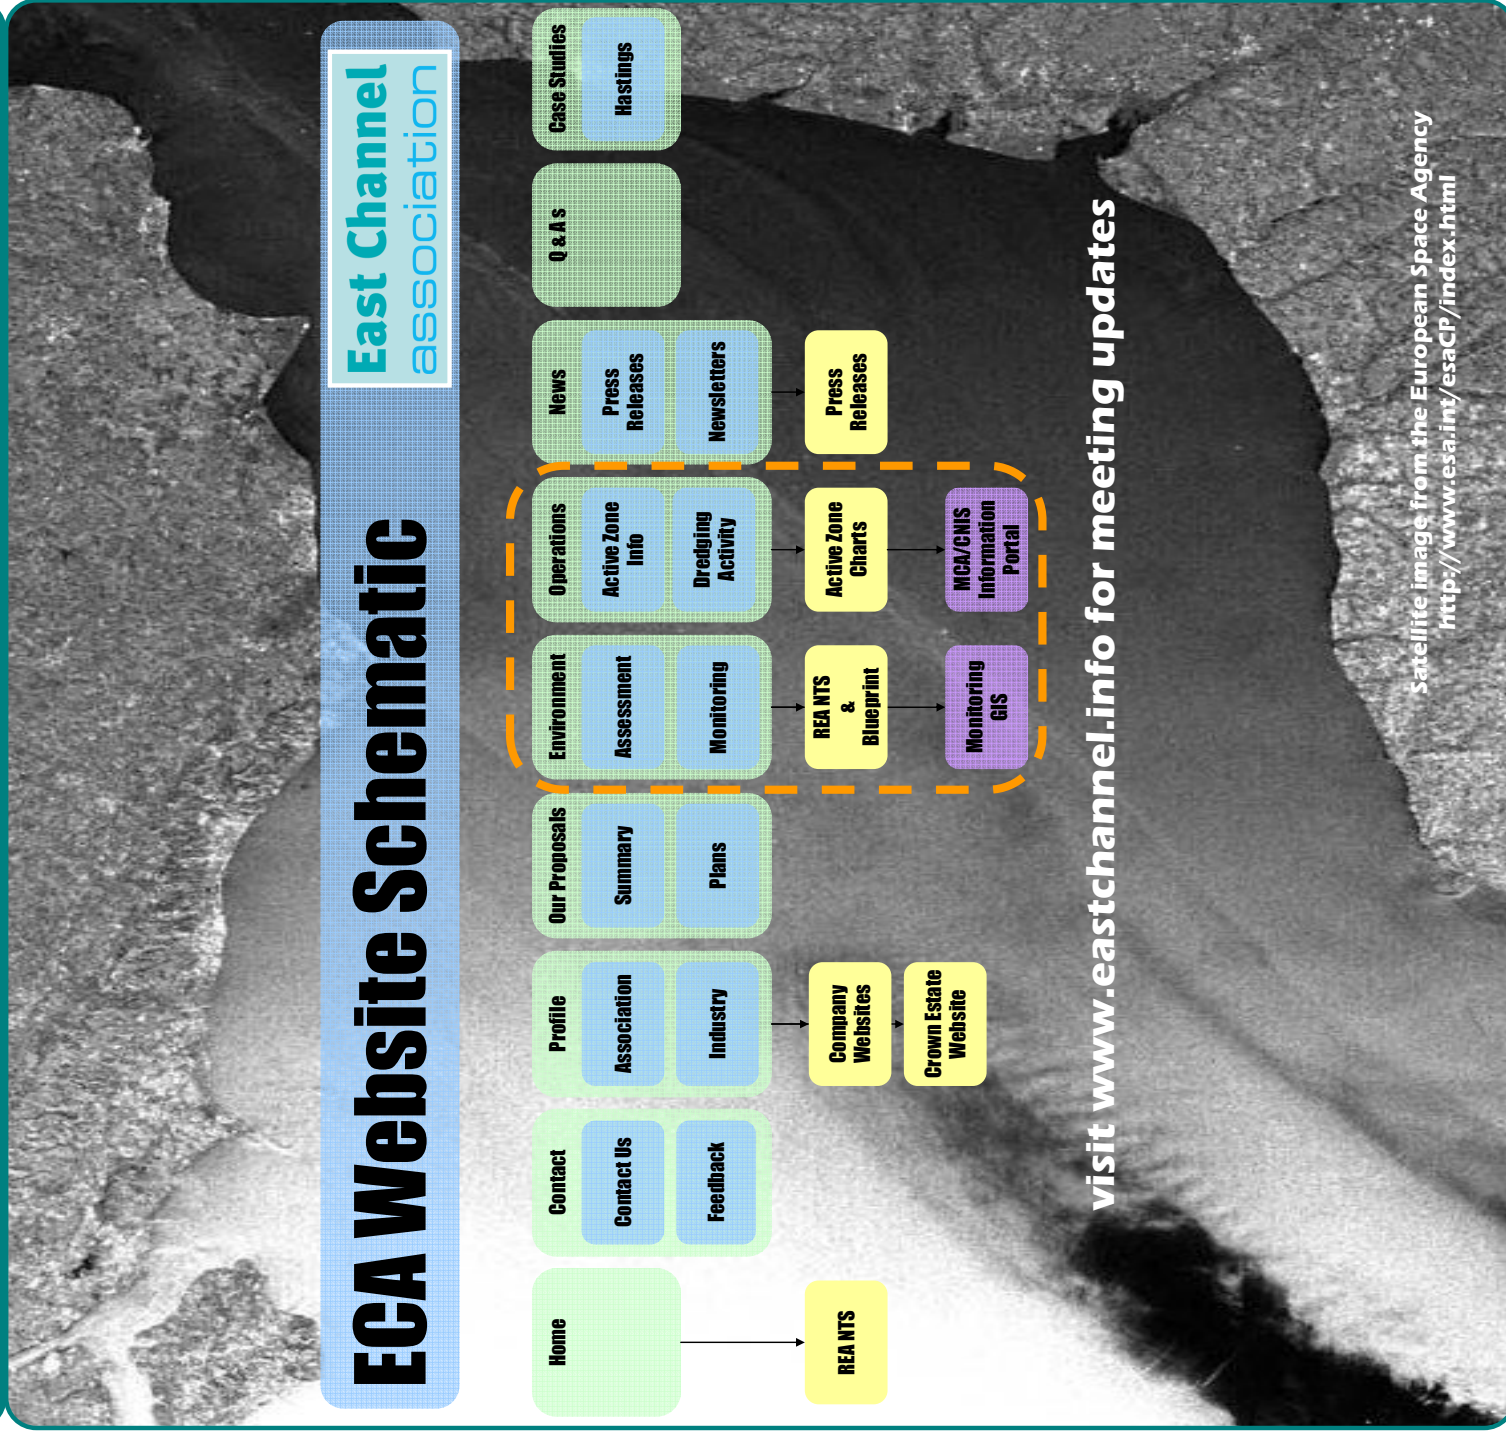 ECA Website Schematic
East Channel
association
Home
REA NTS
Contact
Contact Us
Feedback
Profile
Association
Industry
Company
Websites
Crown Estate
Website
Our Proposals
Summary
Plans
Environment
Assessment
Monitoring
REA NTS
&
Blueprint
Monitoring
GIS
Operations
Active Zone
Info
Dredging
Activity
Active Zone
Charts
MCA/CNIS
Information
Portal
News
Press
Releases
Newsletters
Press
Releases
Q & A s
Case Studies
Hastings
visit www.eastchannel.info for meeting updates
Satellite image from the European Space Agency
http://www.esa.int/esaCP/index.html